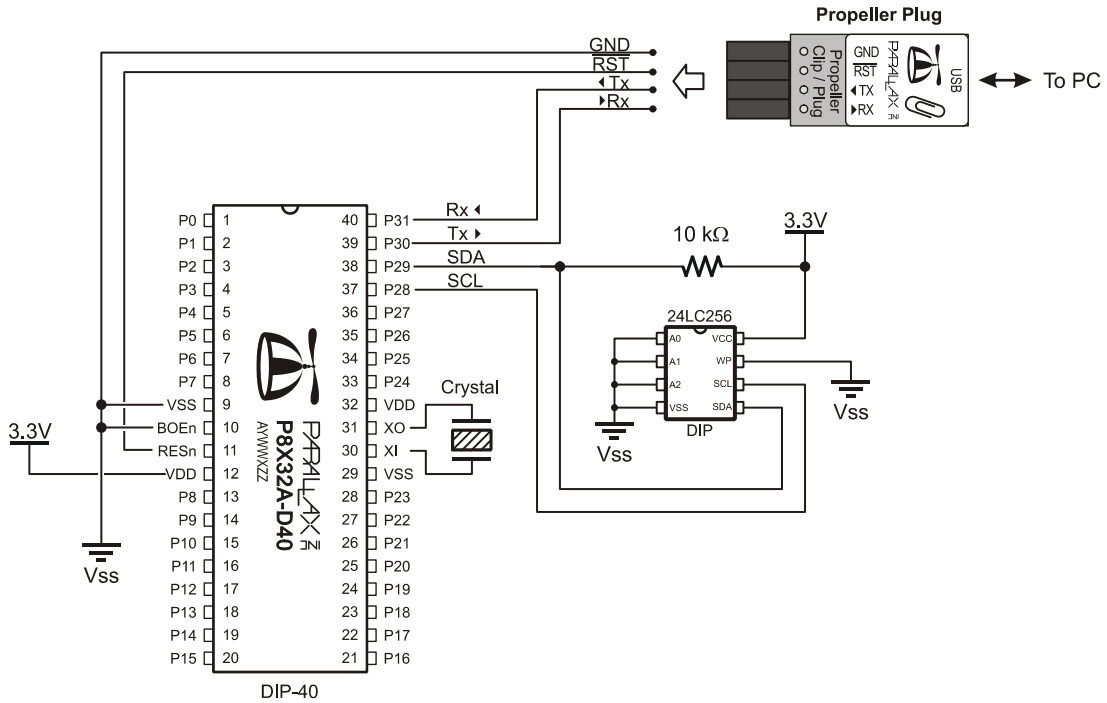 Propeller Plug
GND
RST
Tx
Rx
Propeller
Clip / Plug
GND
RST
TX
RX
PARALLAX INC
USB
To PC
Rx
Tx
SDA
SCL
10 kΩ
3.3V
24LC256
A0 VCC
A1 WP
A2 SCL
VSS SDA
DIP
Vss
Vss
Crystal
P0 1 40 P31
P1 2 39 P30
P2 3 38 P29
P3 4 37 P28
P4 5 36 P27
P5 6 35 P26
P6 7 34 P25
P7 8 33 P24
VSS 9 32 VDD
BOEn 10 31 XO
RESn 11 30 XI
VDD 12 29 VSS
P8 13 28 P23
P9 14 27 P22
P10 15 26 P21
P11 16 25 P20
P12 17 24 P19
P13 18 23 P18
P14 19 22 P17
P15 20 21 P16
3.3V
Vss
PARALLAX INC
P8X32A-D40
AYWWXZZ
DIP-40